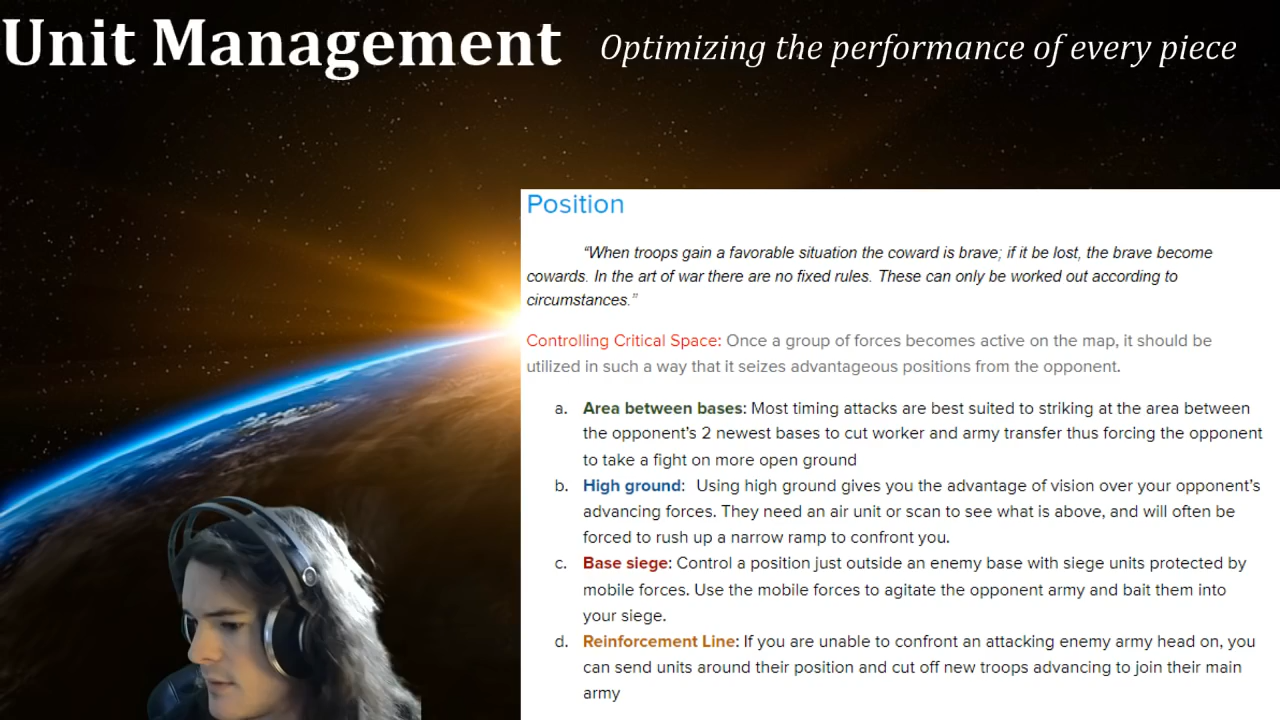 Unit Management
Optimizing the performance of every piece
Position
“When troops gain a favorable situation the coward is brave; if it be lost, the brave become
cowards. In the art of war there are no fixed rules. These can only be worked out according to
circumstances.”
Controlling Critical Space: Once a group of forces becomes active on the map, it should be
utilized in such a way that it seizes advantageous positions from the opponent.
a. Area between bases: Most timing attacks are best suited to striking at the area between
the opponent's 2 newest bases to cut worker and army transfer thus forcing the opponent
to take a fight on more open ground
b. High ground: Using high ground gives you the advantage of vision over your opponent's
advancing forces. They need an air unit or scan to see what is above, and will often be
forced to rush up a narrow ramp to confront you.
c. Base siege: Control a position just outside an enemy base with siege units protected by
mobile forces. Use the mobile forces to agitate the opponent army and bait them into
your siege.
d. Reinforcement Line: If you are unable to confront an attacking enemy army head on, you
can send units around their position and cut off new troops advancing to join their main
army